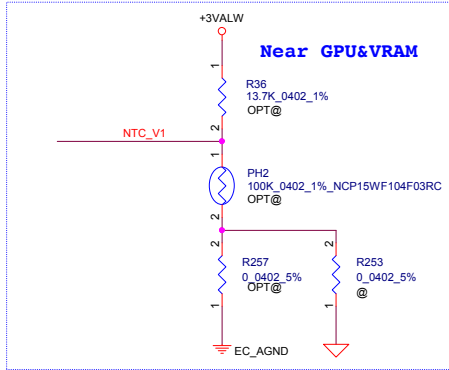 +3VALW
Near GPU&VRAM
1
R36
13.7K_0402_1%
OPT@
2
NTC_V1
1
PH2
100K_0402_1%_NCP15WF104F03RC
OPT@
2
2
2
R257
R253
0_0402_5%
0_0402_5%
OPT@
@
1
1
EC_AGND